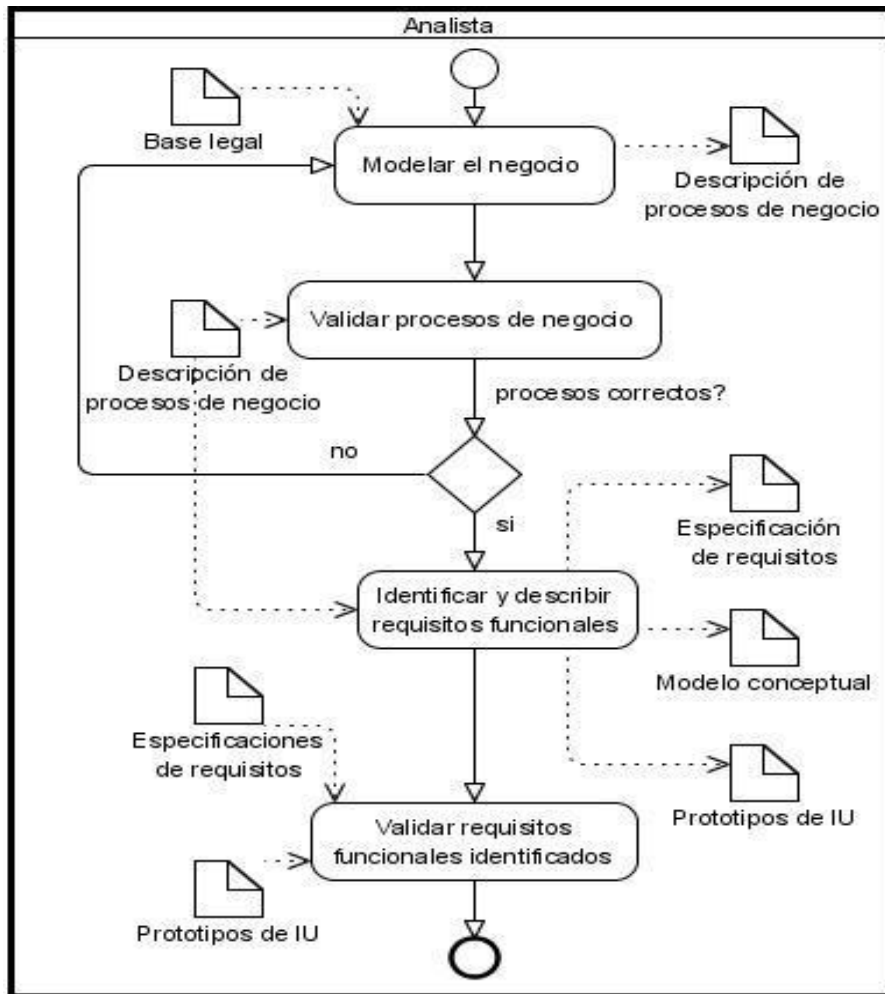 Analista
Base legal
Modelar el negocio
Descripción de
procesos de negocio
Validar procesos de negocio
Descripción de
procesos de negocio
procesos correctos?
no
si
Especificación
de requisitos
Identificar y describir
requisitos funcionales
Modelo conceptual
Especificaciones
de requisitos
Prototipos de IU
Validar requisitos
funcionales identificados
Prototipos de IU